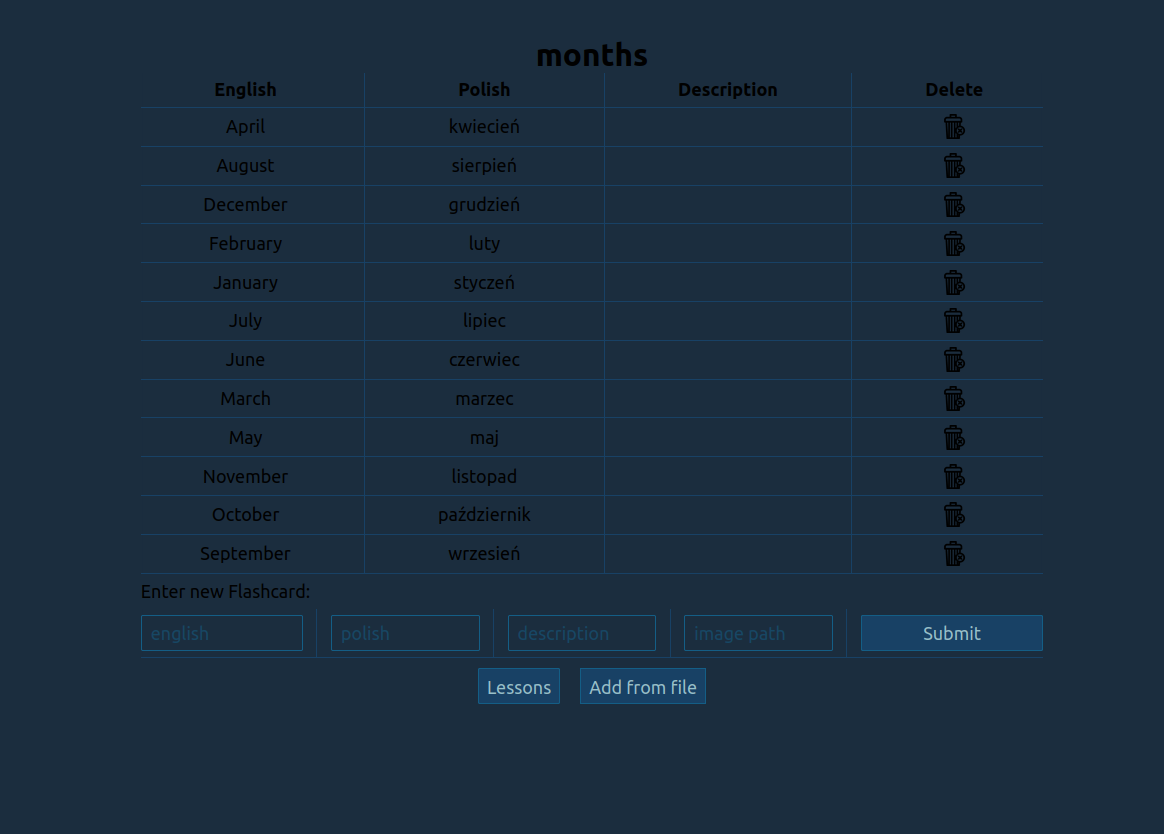 months
English Polish Description Delete
April kwiecień
August sierpień
December grudzień
February luty
January styczeń
July lipiec
June czerwiec
March marzec
May maj
November listopad
October październik
September wrzesień
Enter new Flashcard:
english polish description image path Submit
Lessons Add from file